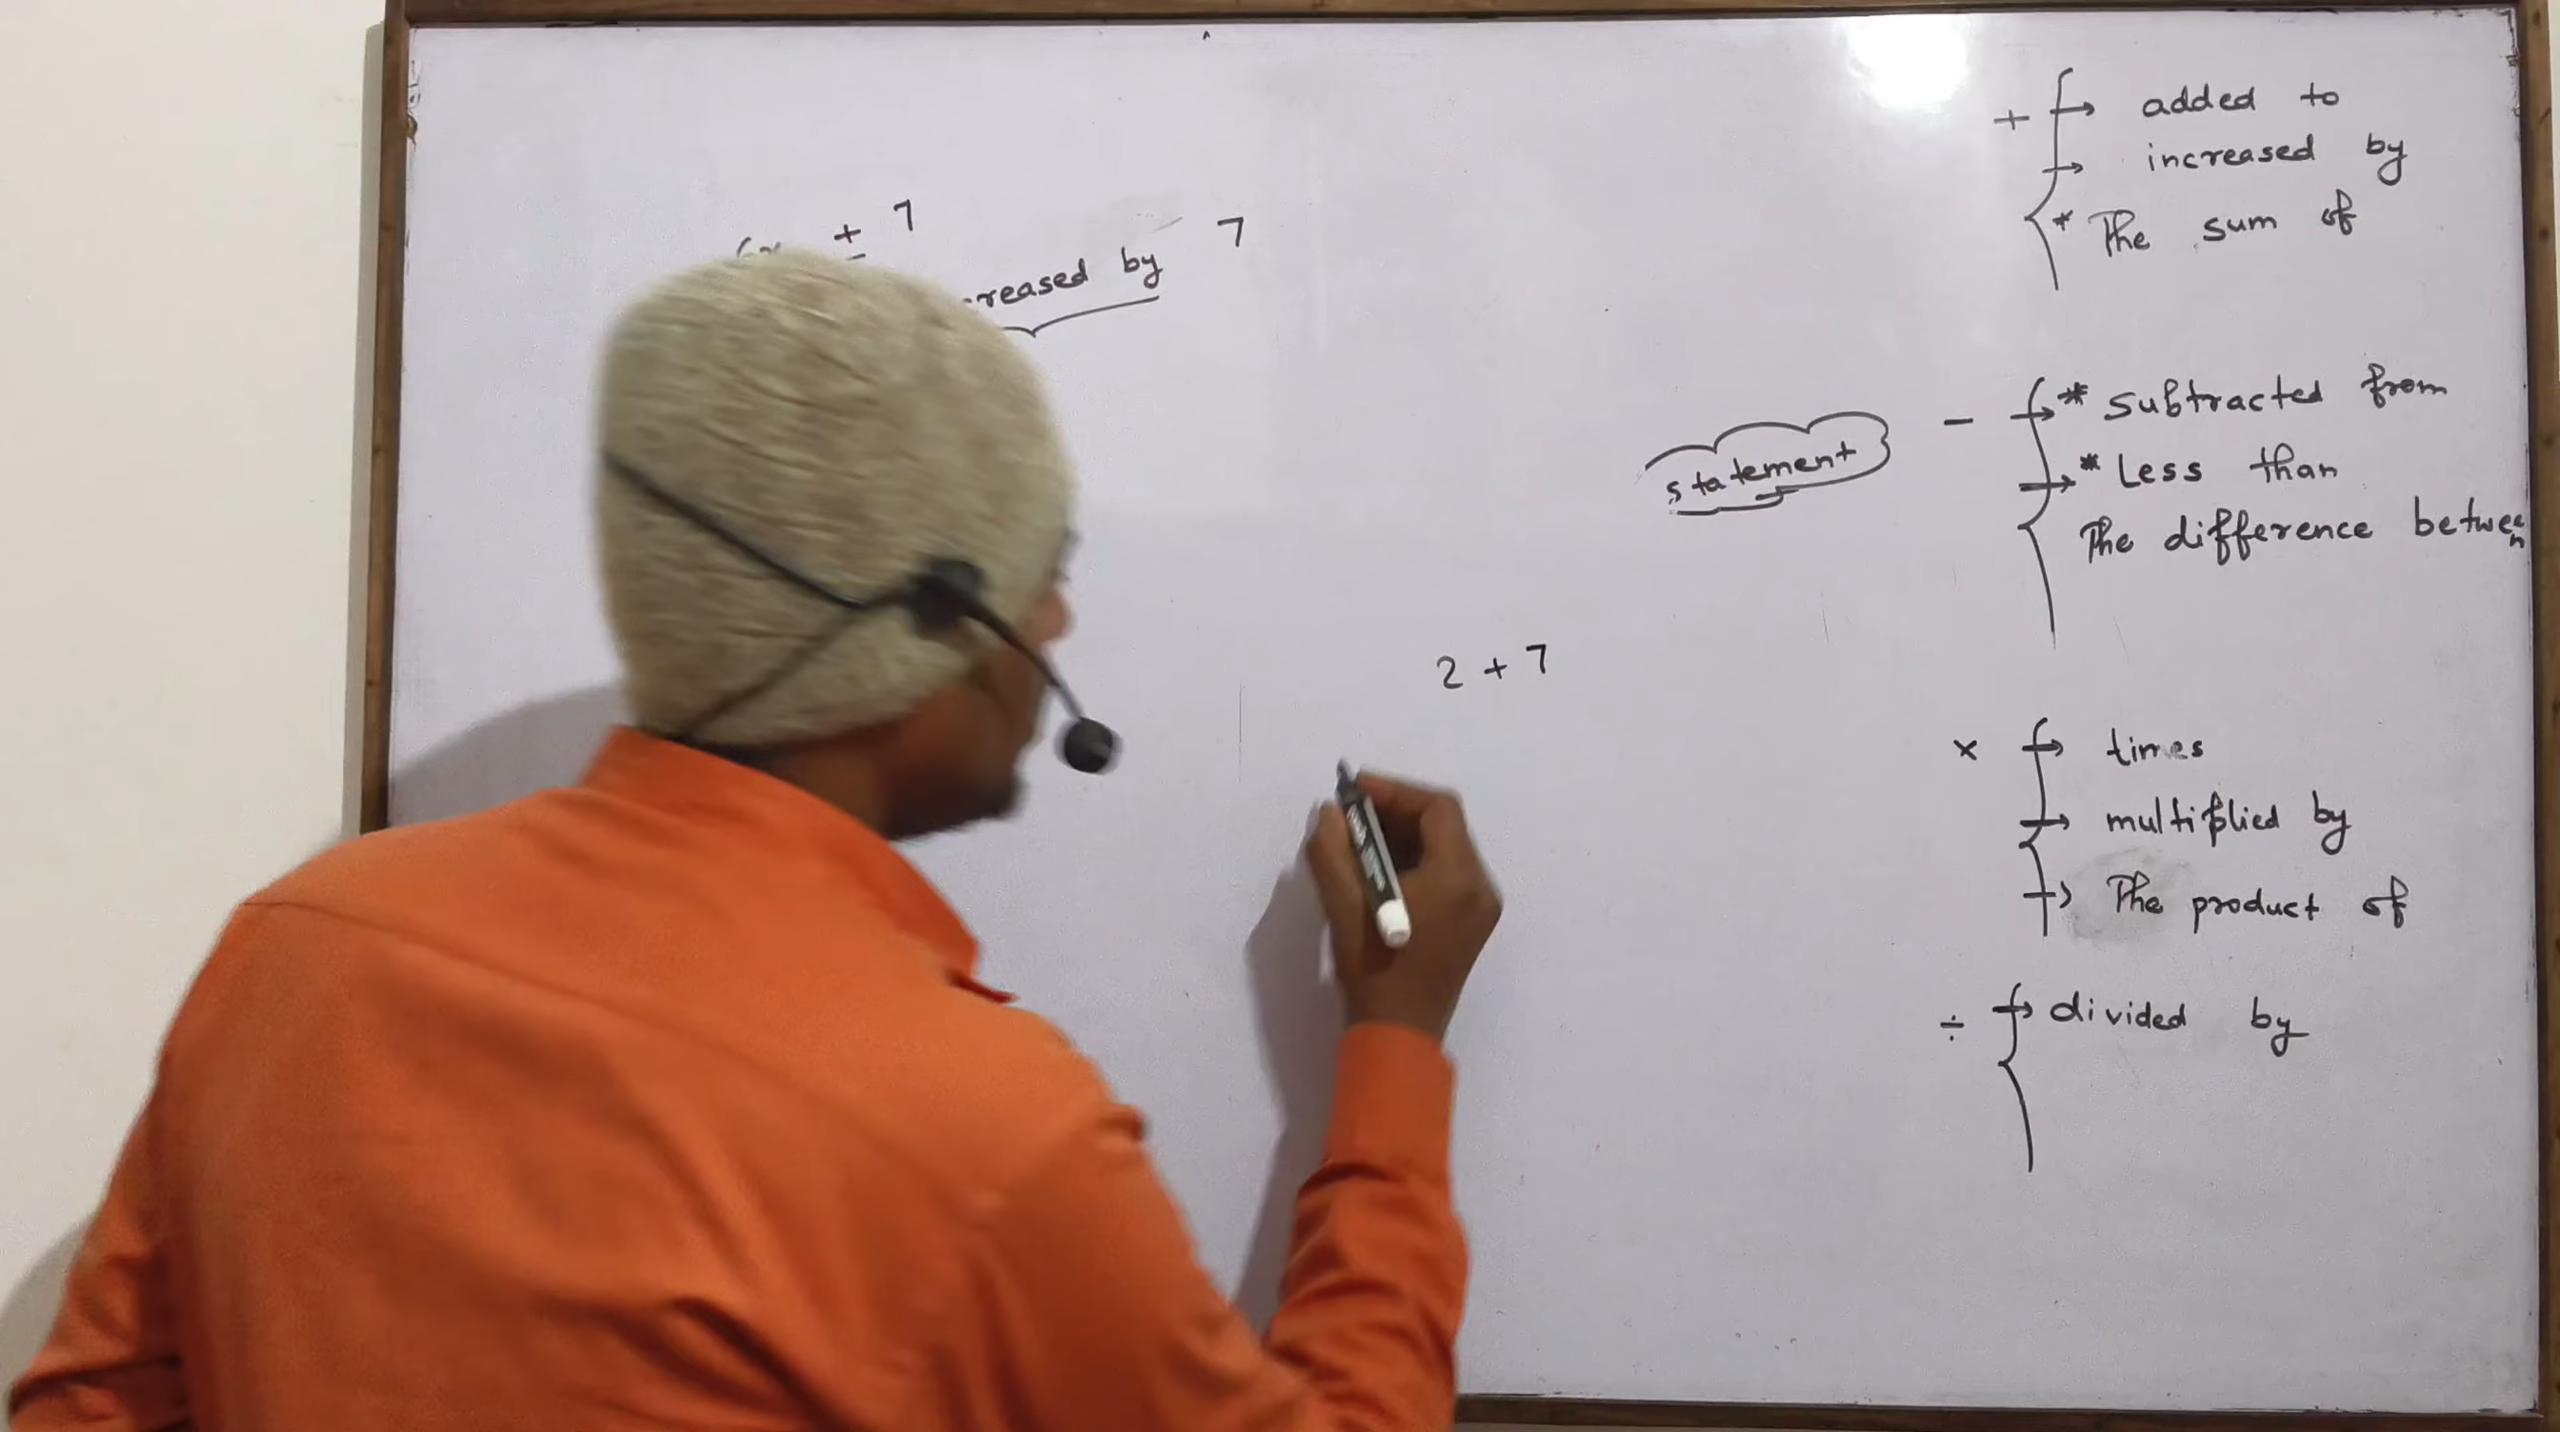 + 7
reased by 7
2 + 7
statement
+ added to
increased by
* The sum of
- * Subtracted from
* Less than
The difference between
× times
multiplied by
The product of
÷ divided by